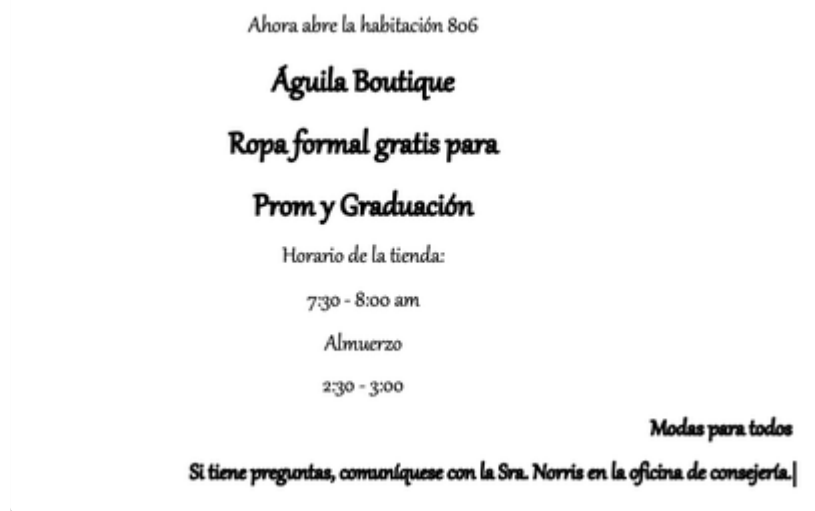 Ahora abre la habitación 806
Águila Boutique
Ropa formal gratis para
Prom y Graduación
Horario de la tienda:
7:30 - 8:00 am
Almuerzo
2:30 - 3:00
Modas para todos
Si tiene preguntas, comuníquese con la Sra. Norris en la oficina de consejería.